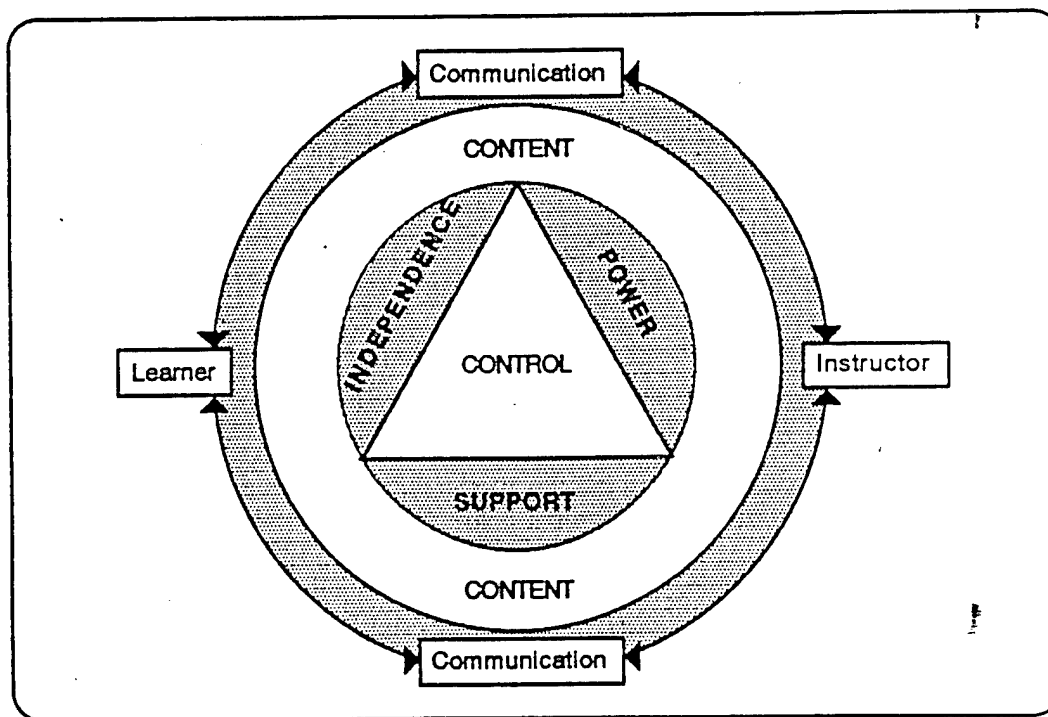 Communication
CONTENT
INDEPENDENCE
POWER
Learner
CONTROL
Instructor
SUPPORT
CONTENT
Communication